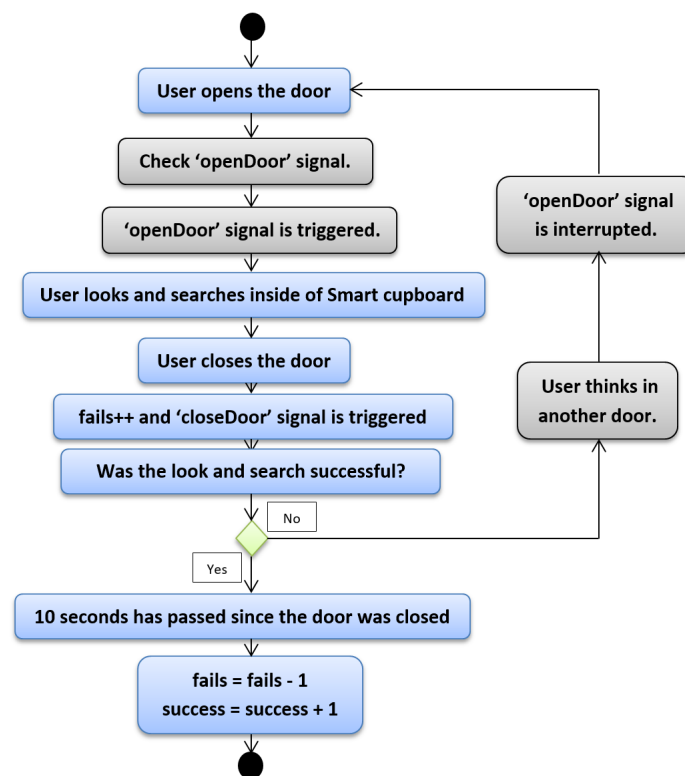 User opens the door
Check ‘openDoor’ signal.
‘openDoor’ signal is triggered.
User looks and searches inside of Smart cupboard
User closes the door
fails++ and ‘closeDoor’ signal is triggered
Was the look and search successful?
No
Yes
10 seconds has passed since the door was closed
fails = fails - 1
success = success + 1
‘openDoor’ signal
is interrupted.
User thinks in
another door.